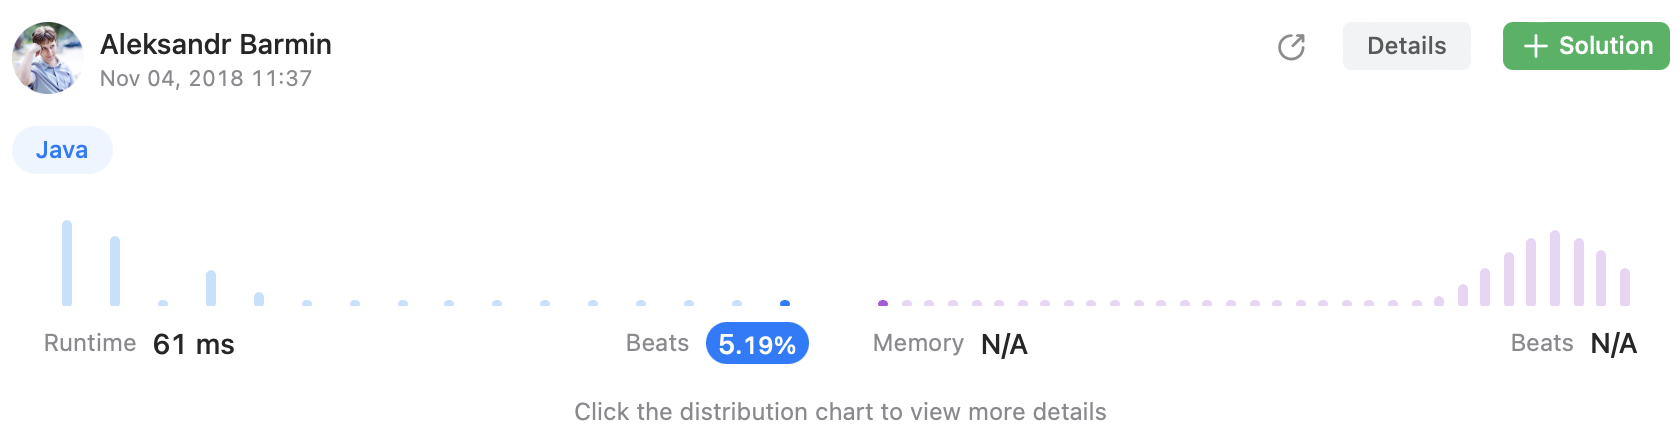 Aleksandr Barmin
Nov 04, 2018 11:37
Details
+ Solution
Java
Runtime 61 ms
Beats 5.19%
Memory N/A
Beats N/A
Click the distribution chart to view more details